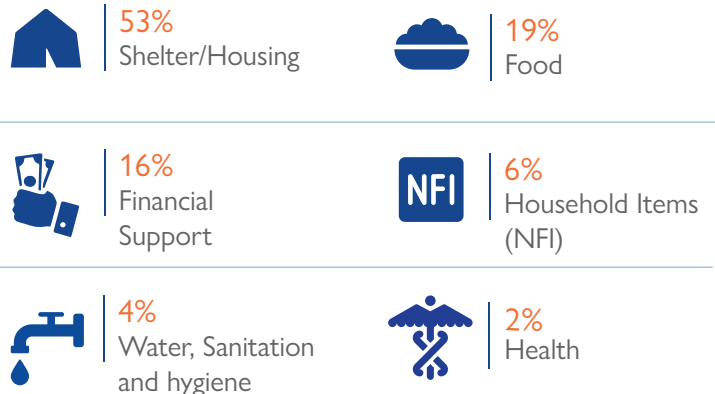 53%
Shelter/Housing
19%
Food
16%
Financial
Support
NFI
6%
Household Items
(NFI)
4%
Water, Sanitation
and hygiene
2%
Health